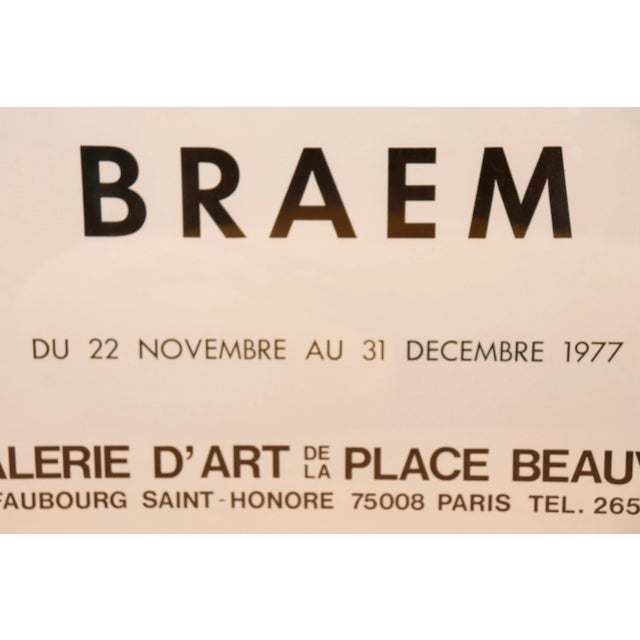 BRAEM
DU 22 NOVEMBRE AU 31 DECEMBRE 1977
ALERIE D'ART DE LA PLACE BEAUV
FAUBOURG SAINT-HONORE 75008 PARIS TEL. 265